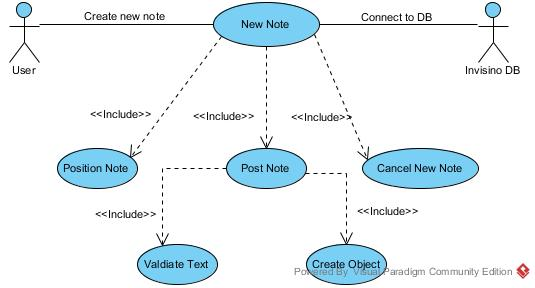 Create new note
New Note
Connect to DB
User
Invisino DB
<<Include>>
<<Include>>
<<Include>>
Position Note
Post Note
Cancel New Note
<<Include>>
<<Include>>
Valdiate Text
Create Object
Powered By Visual Paradigm Community Edition